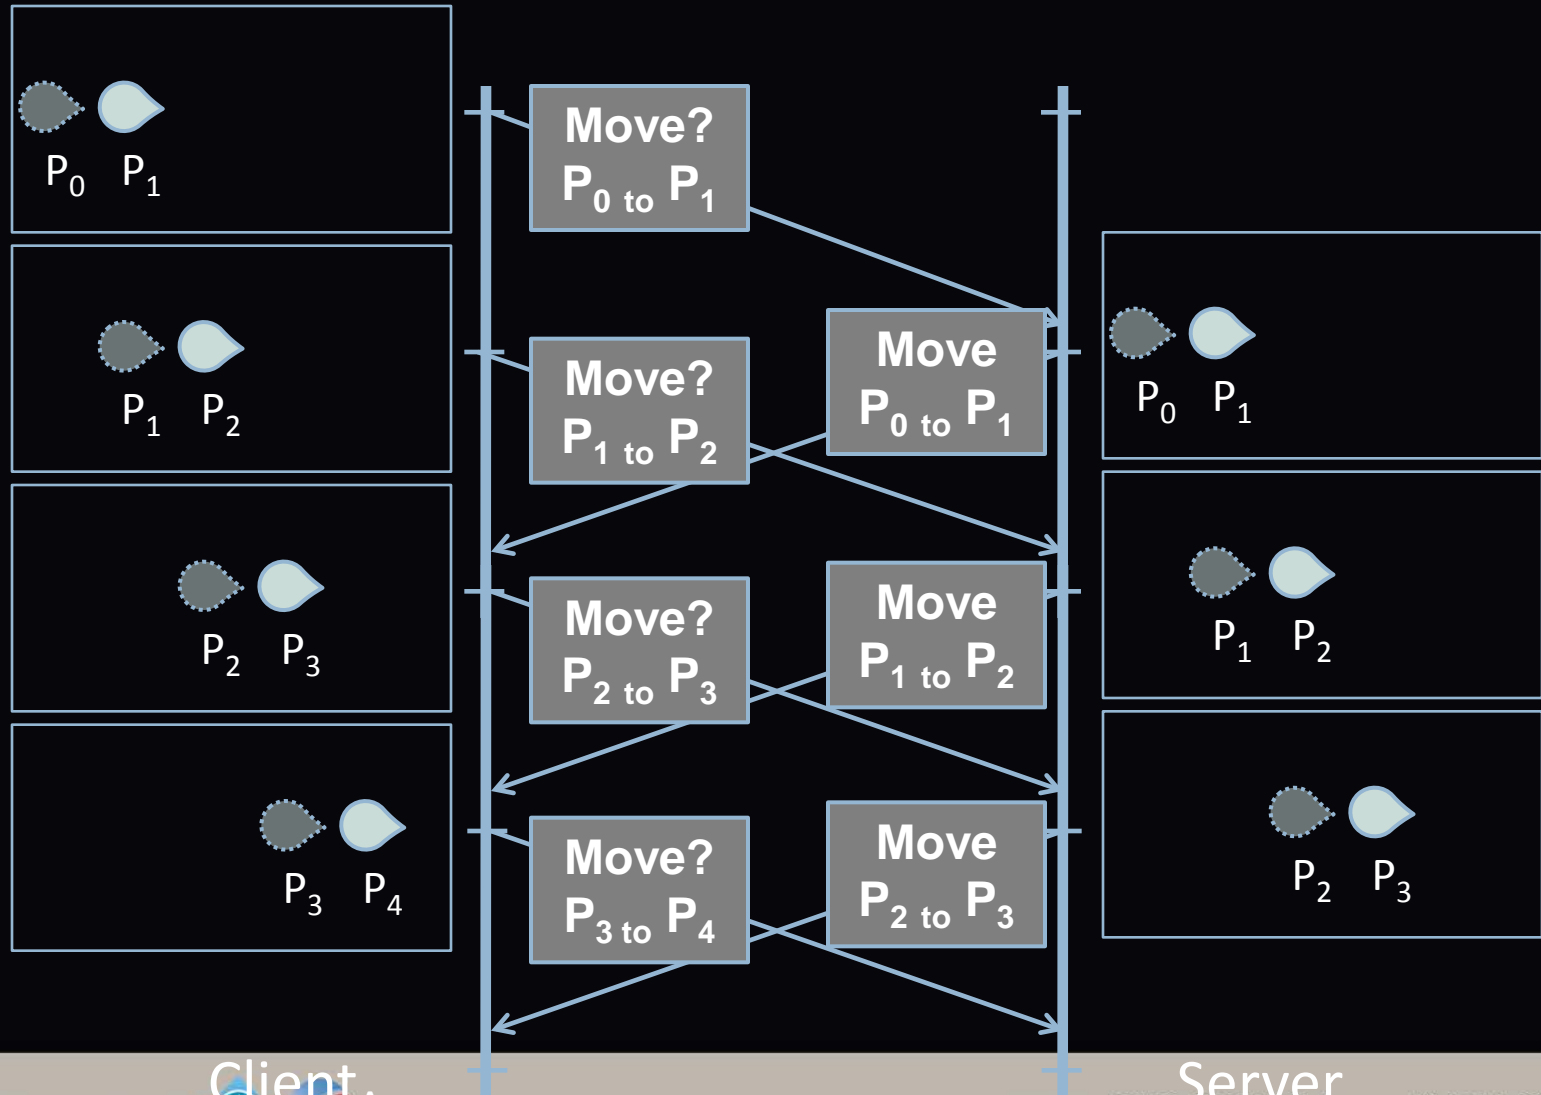 P₀ P₁
Move?
P₀ to P₁
P₁ P₂
Move?
P₁ to P₂
Move
P₀ to P₁
P₀ P₁
P₂ P₃
Move?
P₂ to P₃
Move
P₁ to P₂
P₁ P₂
P₃ P₄
Move?
P₃ to P₄
Move
P₂ to P₃
P₂ P₃
Client
Server